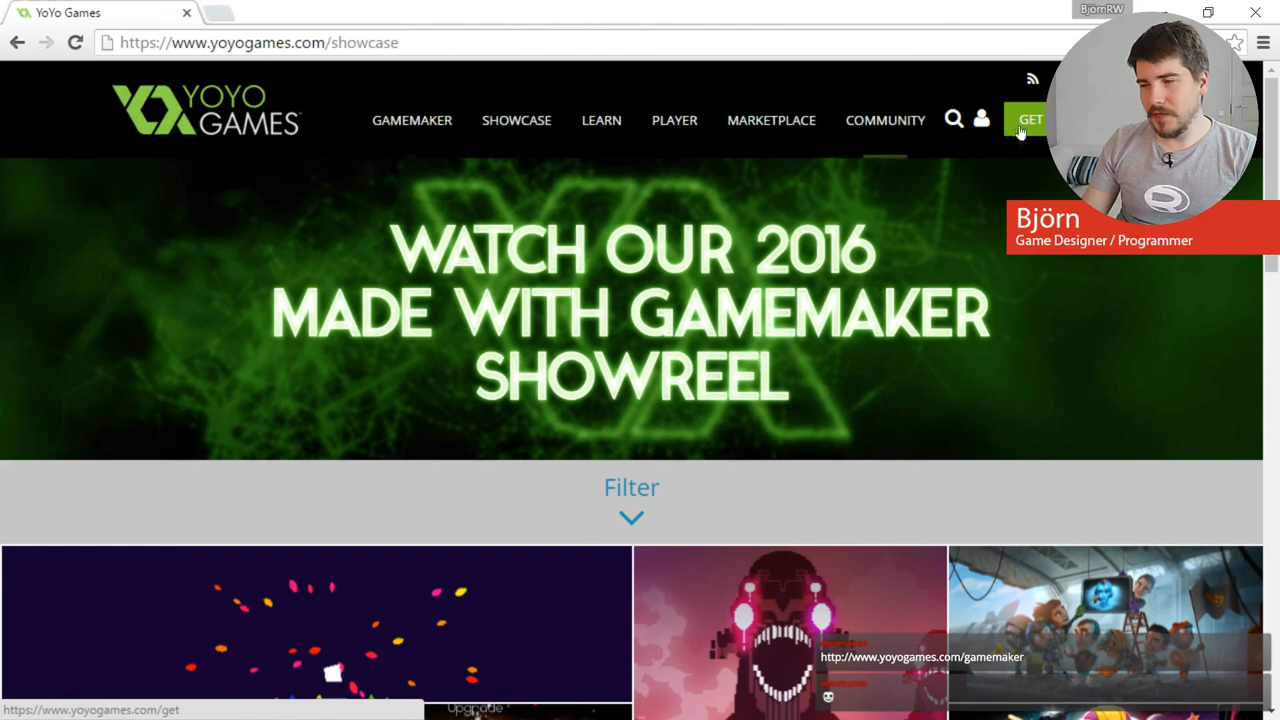 YoYo Games
BjörnRW
https://www.yoyogames.com/showcase
YOYO
GAMES
GAMEMAKER
SHOWCASE
LEARN
PLAYER
MARKETPLACE
COMMUNITY
GET
Björn
Game Designer / Programmer
WATCH OUR 2016
MADE WITH GAMEMAKER
SHOWREEL
Filter
http://www.yoyogames.com/gamemaker
https://www.yoyogames.com/get
Upgrade